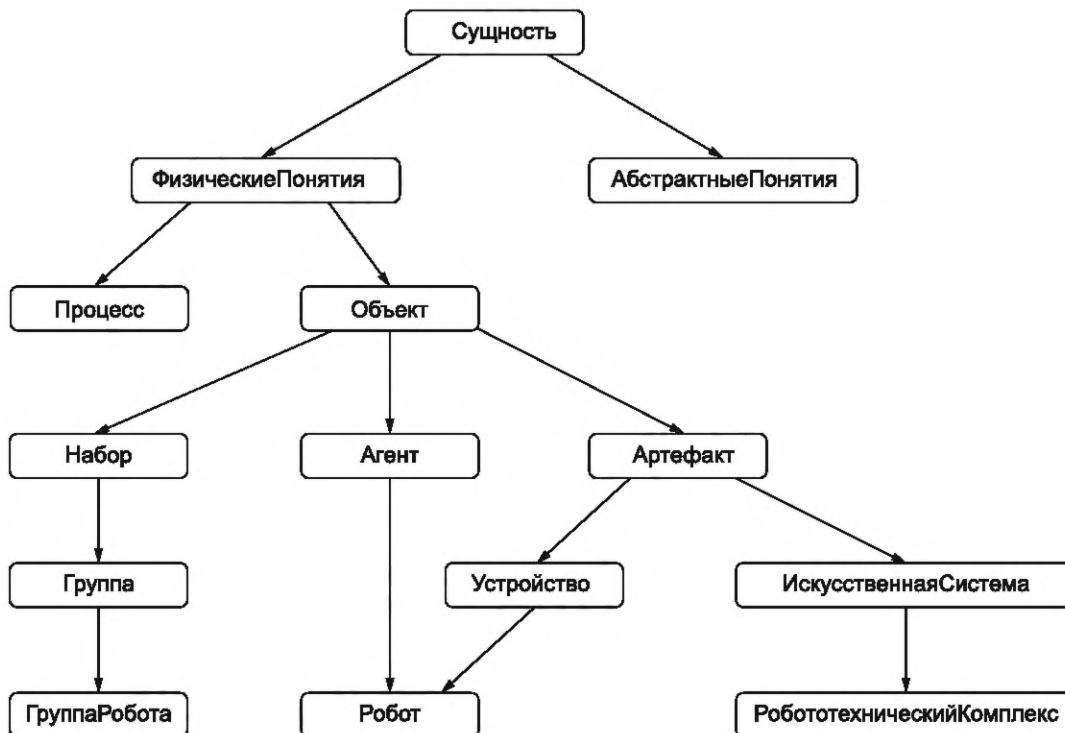 Сущность
ФизическиеПонятия
АбстрактныеПонятия
Процесс
Объект
Набор
Агент
Артефакт
Группа
Устройство
ИскусственнаяСистема
ГруппаРобота
Робот
РобототехническийКомплекс